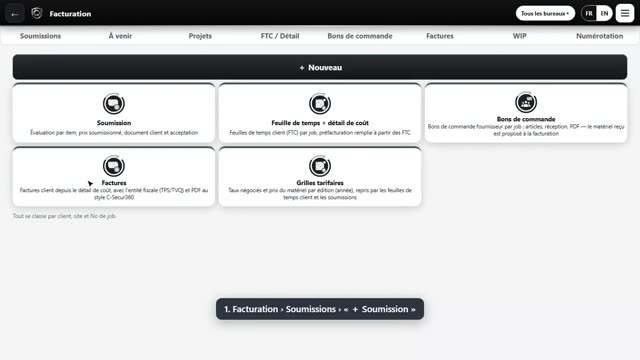 Facturation
Tous les bureaux
FR EN
Soumissions À venir Projets FTC / Détail Bons de commande Factures WIP Numérotation
+ Nouveau
Soumission
Évaluation par item, prix soumissionné, document client et acceptation
Feuille de temps + détail de coût
Feuilles de temps client (FTC) par job, préfacturation remplie à partir des FTC
Bons de commande
Bons de commande fournisseur par job : articles, réception, PDF — le matériel reçu
est proposé à la facturation
Factures
Factures client depuis le détail de coût, avec l'entité fiscale (TPS/TVQ) et PDF au
style C-Secur360
Grilles tarifaires
Taux négociés et prix du matériel par édition (année), repris par les feuilles de
temps client et les soumissions
Tout se classe par client, site et No de job.
1. Facturation › Soumissions › « + Soumission »